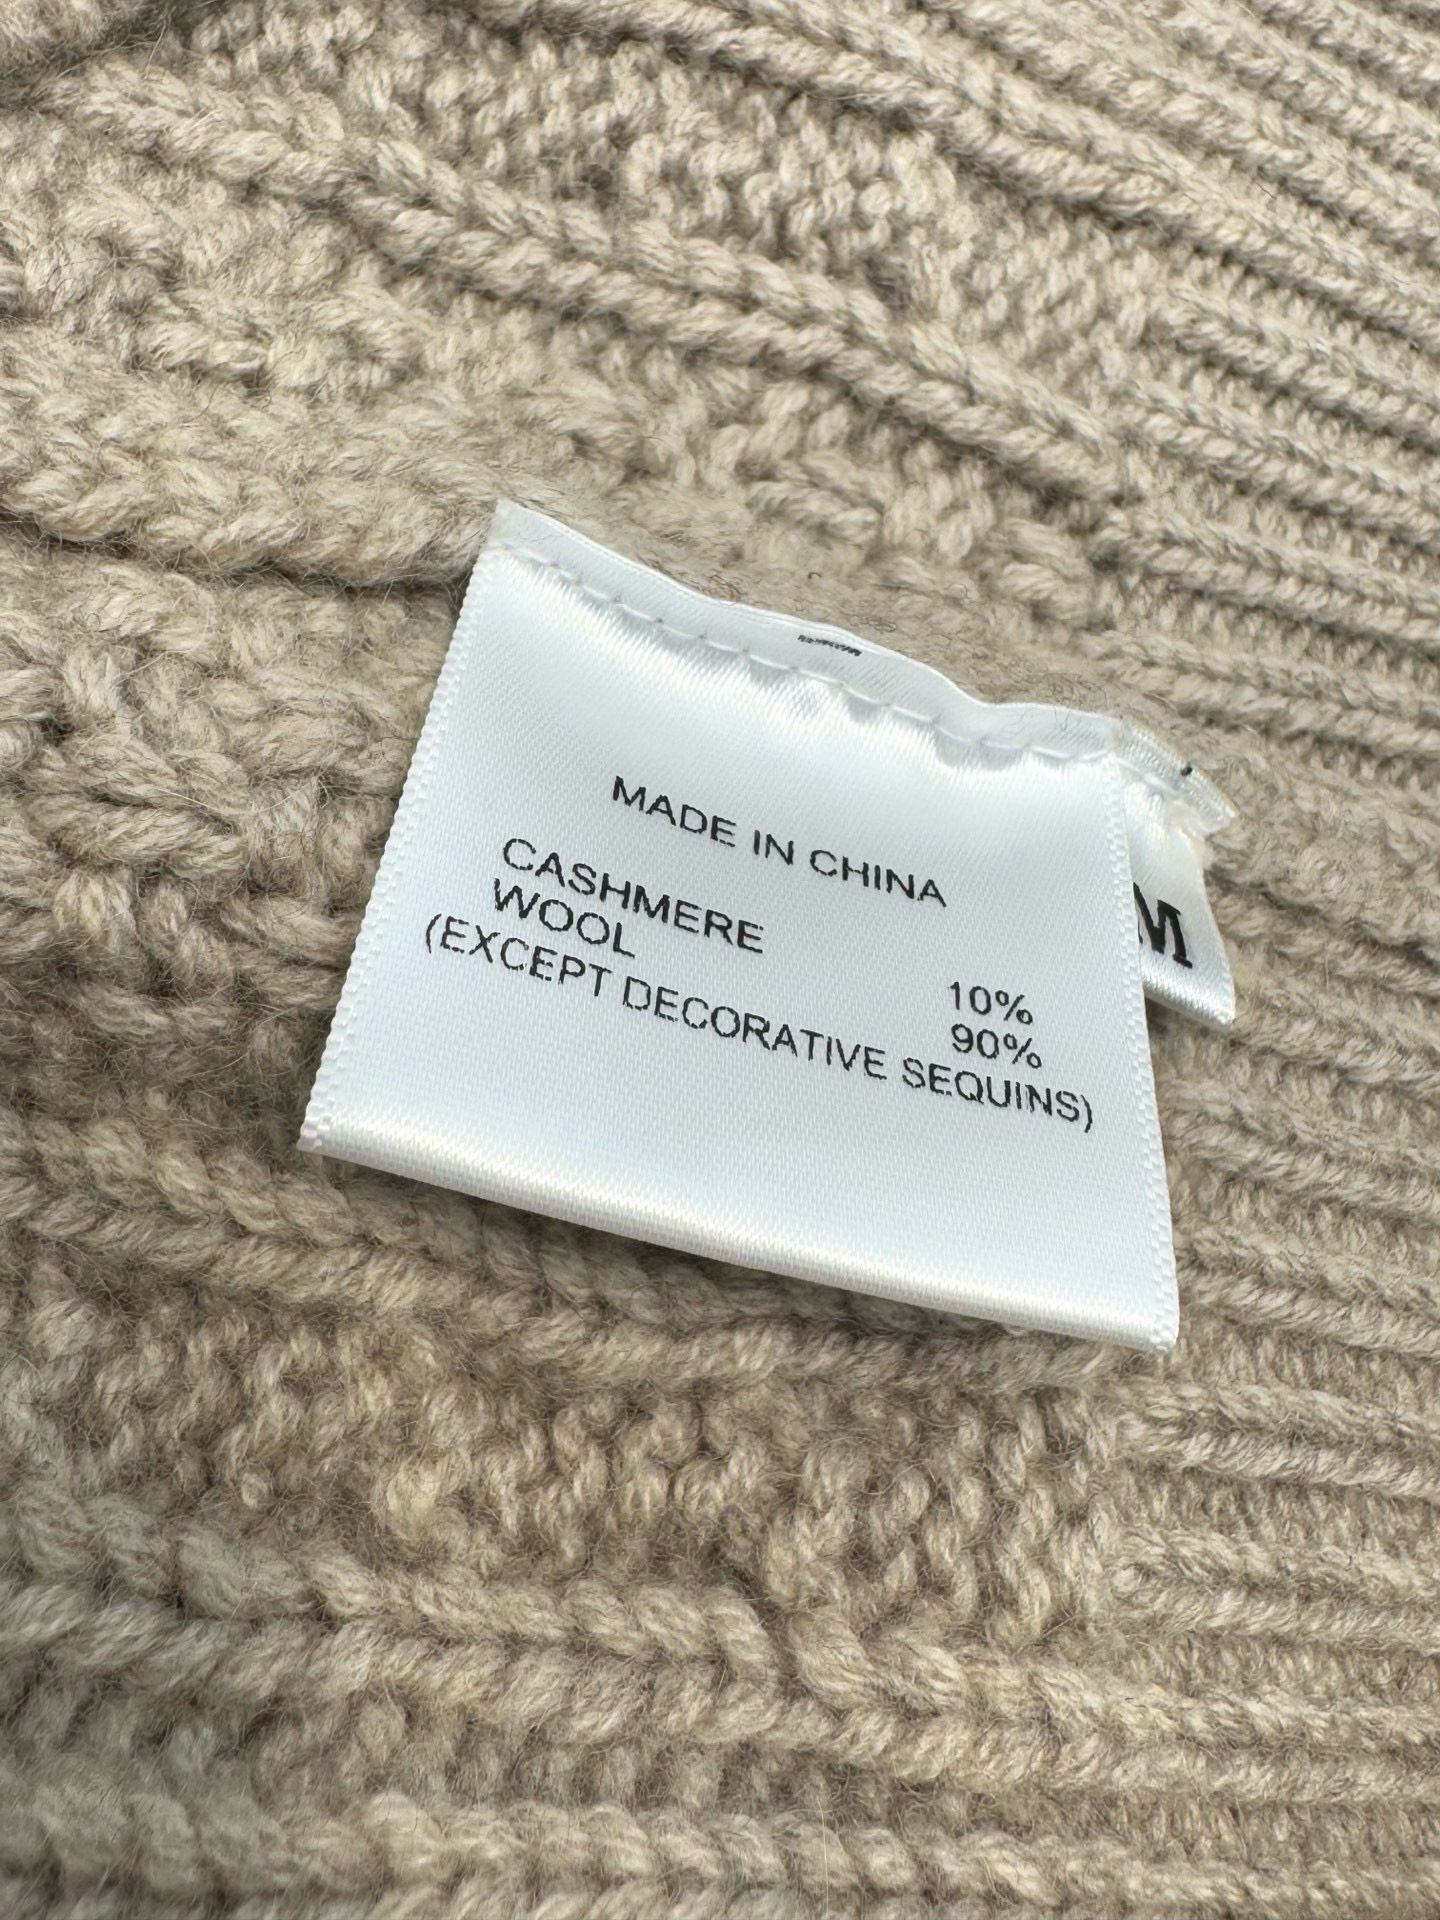 MADE IN CHINA
CASHMERE 10%
WOOL 90%
(EXCEPT DECORATIVE SEQUINS)
M